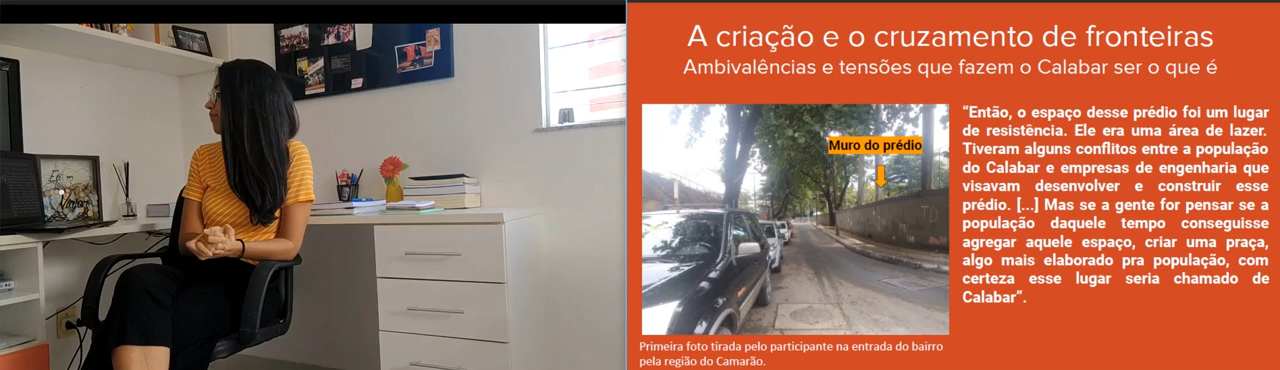 A criação e o cruzamento de fronteiras
Ambivalências e tensões que fazem o Calabar ser o que é
Muro do prédio
“Então, o espaço desse prédio foi um lugar
de resistência. Ele era uma área de lazer.
Tiveram alguns conflitos entre a população
do Calabar e empresas de engenharia que
visavam desenvolver e construir esse
prédio. [...] Mas se a gente for pensar se a
população daquele tempo conseguisse
agregar aquele espaço, criar uma praça,
algo mais elaborado pra população, com
certeza esse lugar seria chamado de
Calabar”.
Primeira foto tirada pelo participante na entrada do bairro
pela região do Camarão.